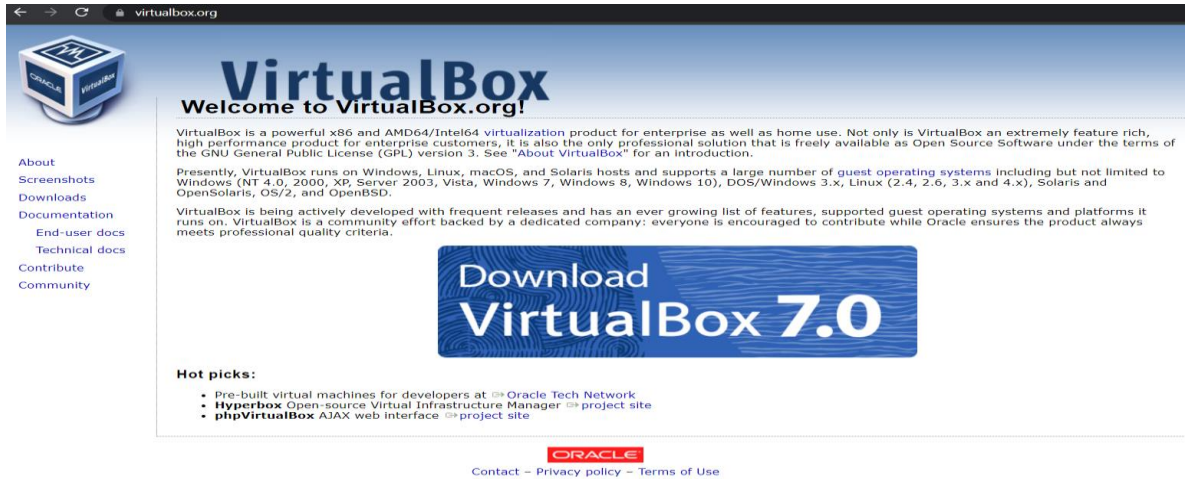 virtualbox.org
ORACLE
VirtualBox
VirtualBox
Welcome to VirtualBox.org!
VirtualBox is a powerful x86 and AMD64/Intel64 virtualization product for enterprise as well as home use. Not only is VirtualBox an extremely feature rich,
high performance product for enterprise customers, it is also the only professional solution that is freely available as Open Source Software under the terms of
the GNU General Public License (GPL) version 3. See "About VirtualBox" for an introduction.
Presently, VirtualBox runs on Windows, Linux, macOS, and Solaris hosts and supports a large number of guest operating systems including but not limited to
Windows (NT 4.0, 2000, XP, Server 2003, Vista, Windows 7, Windows 8, Windows 10), DOS/Windows 3.x, Linux (2.4, 2.6, 3.x and 4.x), Solaris and
OpenSolaris, OS/2, and OpenBSD.
VirtualBox is being actively developed with frequent releases and has an ever growing list of features, supported guest operating systems and platforms it
runs on. VirtualBox is a community effort backed by a dedicated company: everyone is encouraged to contribute while Oracle ensures the product always
meets professional quality criteria.
About
Screenshots
Downloads
Documentation
End-user docs
Technical docs
Contribute
Community
Download
VirtualBox 7.0
Hot picks:
• Pre-built virtual machines for developers at Oracle Tech Network
• Hyperbox Open-source Virtual Infrastructure Manager project site
• phpVirtualBox AJAX web interface project site
ORACLE
Contact – Privacy policy – Terms of Use